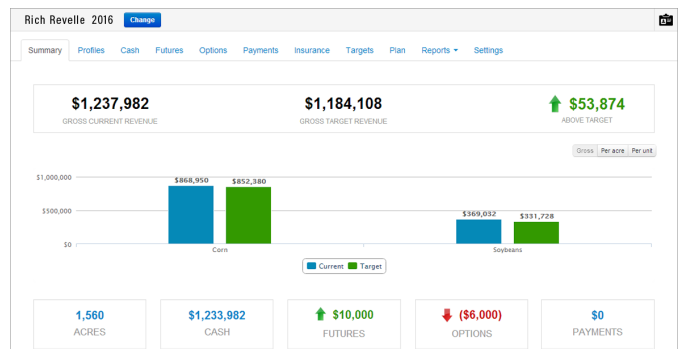 Rich Revelle 2016 Change
Summary Profiles Cash Futures Options Payments Insurance Targets Plan Reports Settings
$1,237,982 $1,184,108 $53,874
GROSS CURRENT REVENUE GROSS TARGET REVENUE ABOVE TARGET
Gross Per acre Per unit
$1,000,000
$868,950 $852,380
$500,000
$369,032 $331,728
$0
Corn Soybeans
Current Target
1,560 $1,233,982 $10,000 ($6,000) $0
ACRES CASH FUTURES OPTIONS PAYMENTS